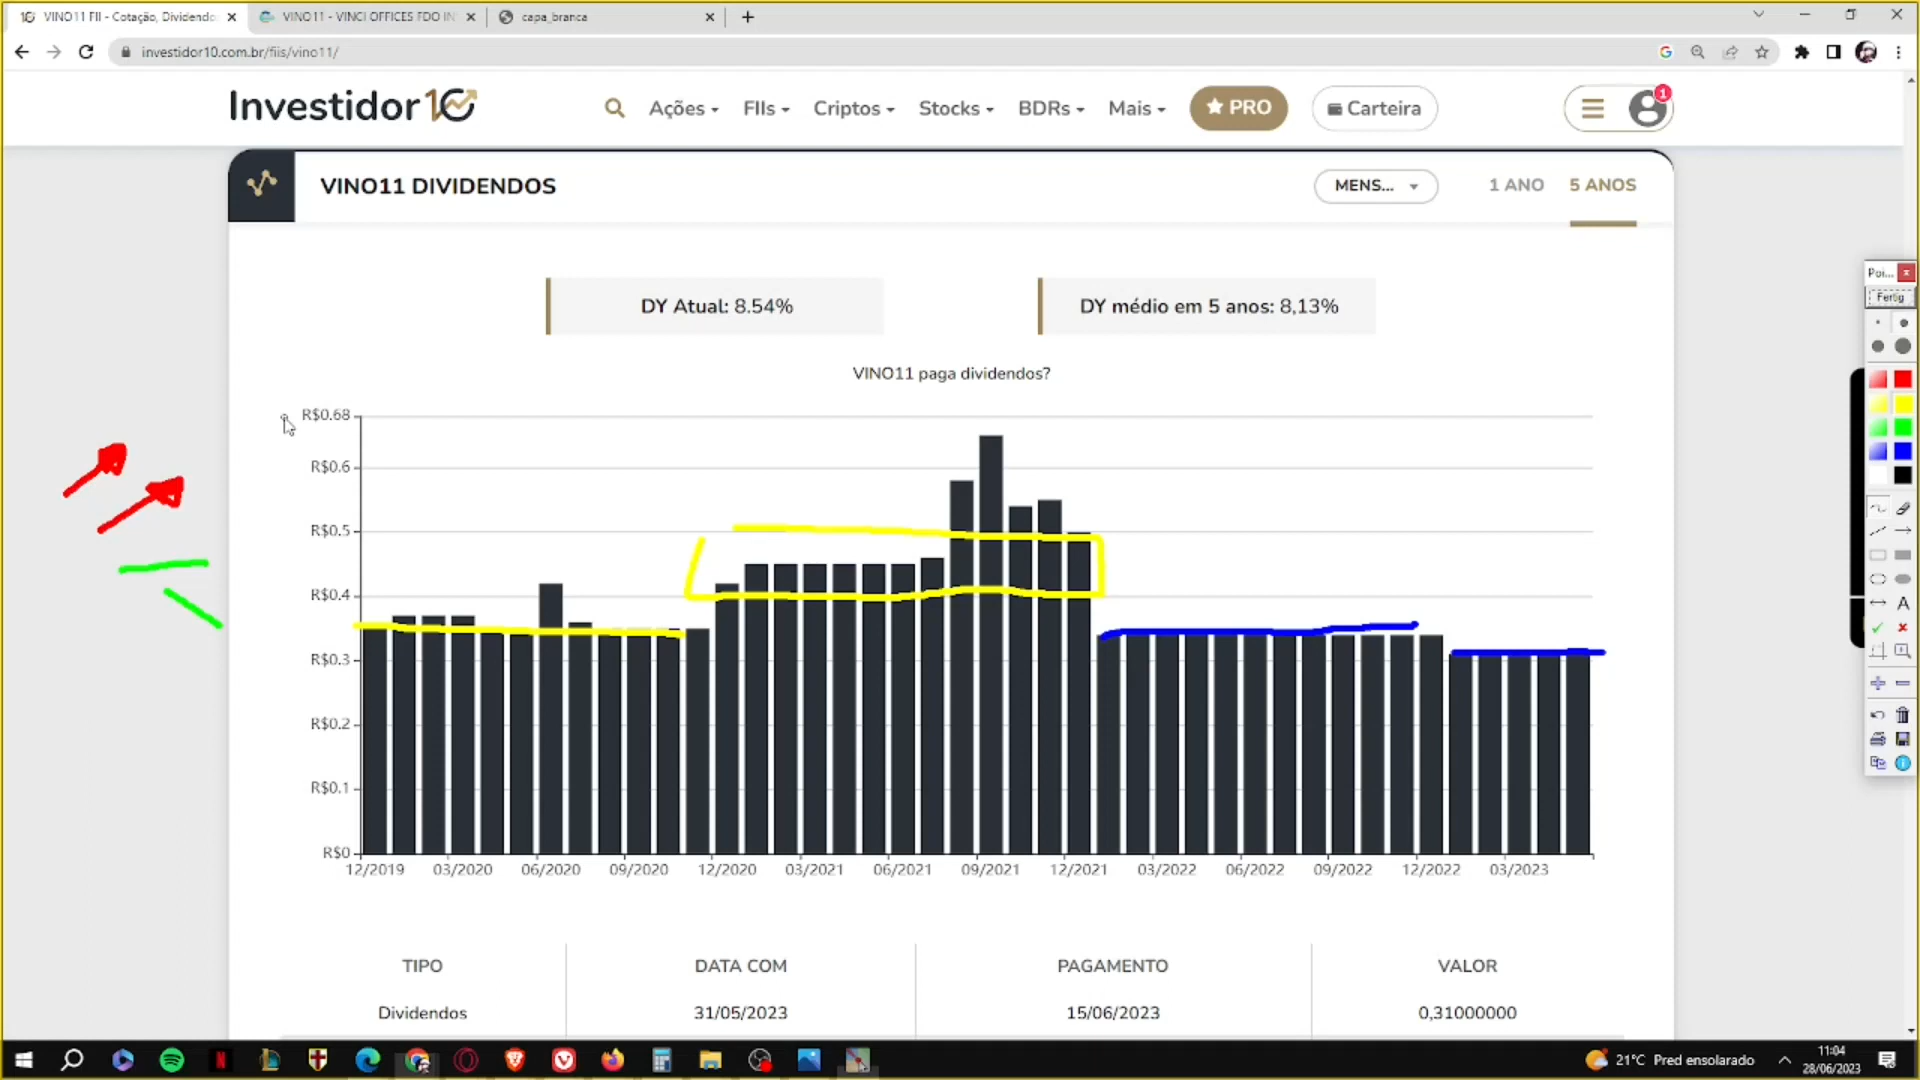 VINO11 FII - Cotação, Dividendo
VINO11 - VINCI OFFICES FDO IN
capa_branca
investidor10.com.br/fiis/vino11/
Investidor10
Ações
FIIs
Criptos
Stocks
BDRs
Mais
PRO
Carteira
1
VINO11 DIVIDENDOS
MENS...
1 ANO
5 ANOS
DY Atual: 8.54%
DY médio em 5 anos: 8,13%
VINO11 paga dividendos?
R$0.68
R$0.6
R$0.5
R$0.4
R$0.3
R$0.2
R$0.1
R$0
12/2019 03/2020 06/2020 09/2020 12/2020 03/2021 06/2021 09/2021 12/2021 03/2022 06/2022 09/2022 12/2022 03/2023
TIPO DATA COM PAGAMENTO VALOR
Dividendos 31/05/2023 15/06/2023 0,31000000
Poi...
Fertig
A
21°C Pred ensolarado
11:04
28/06/2023